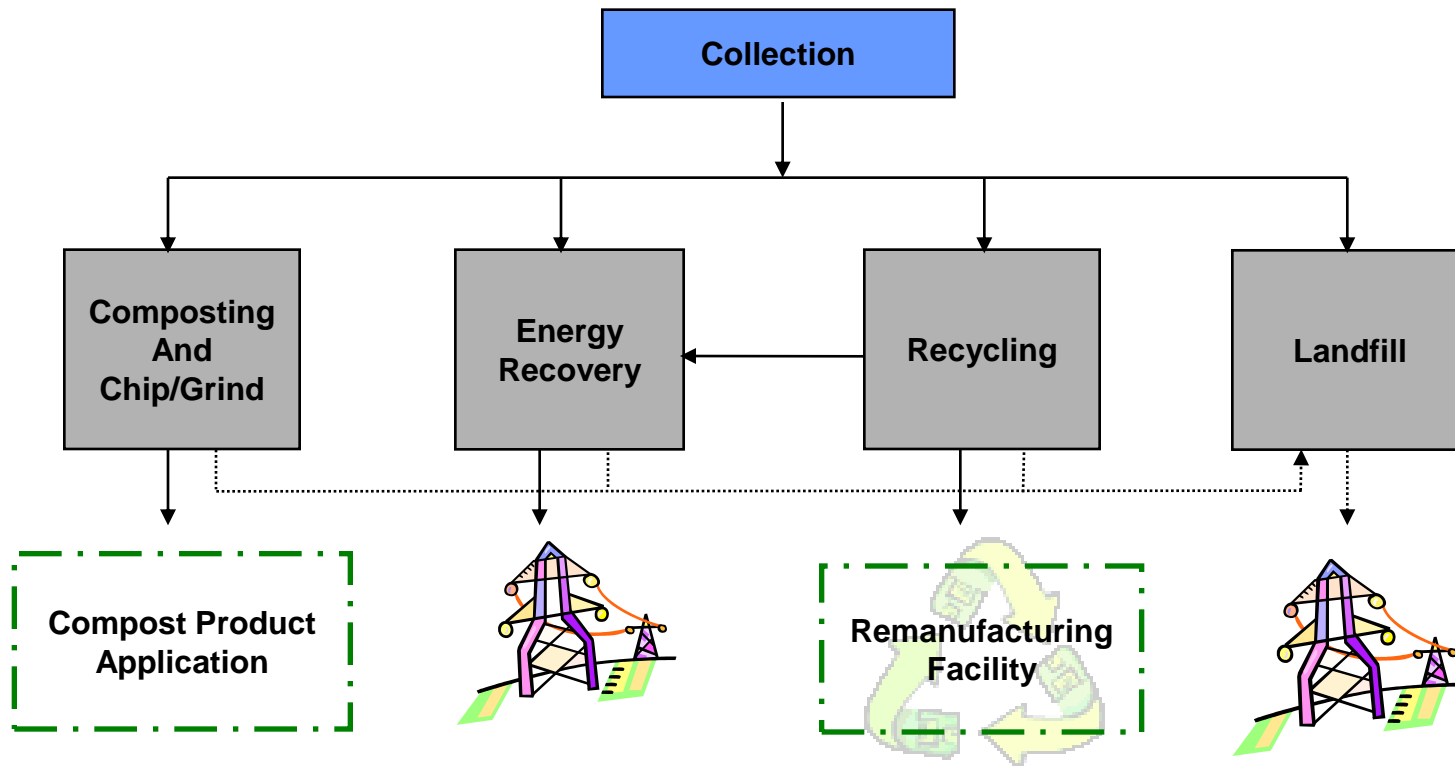 Collection
Composting
And
Chip/Grind
Energy
Recovery
Recycling
Landfill
Compost Product
Application
Remanufacturing
Facility